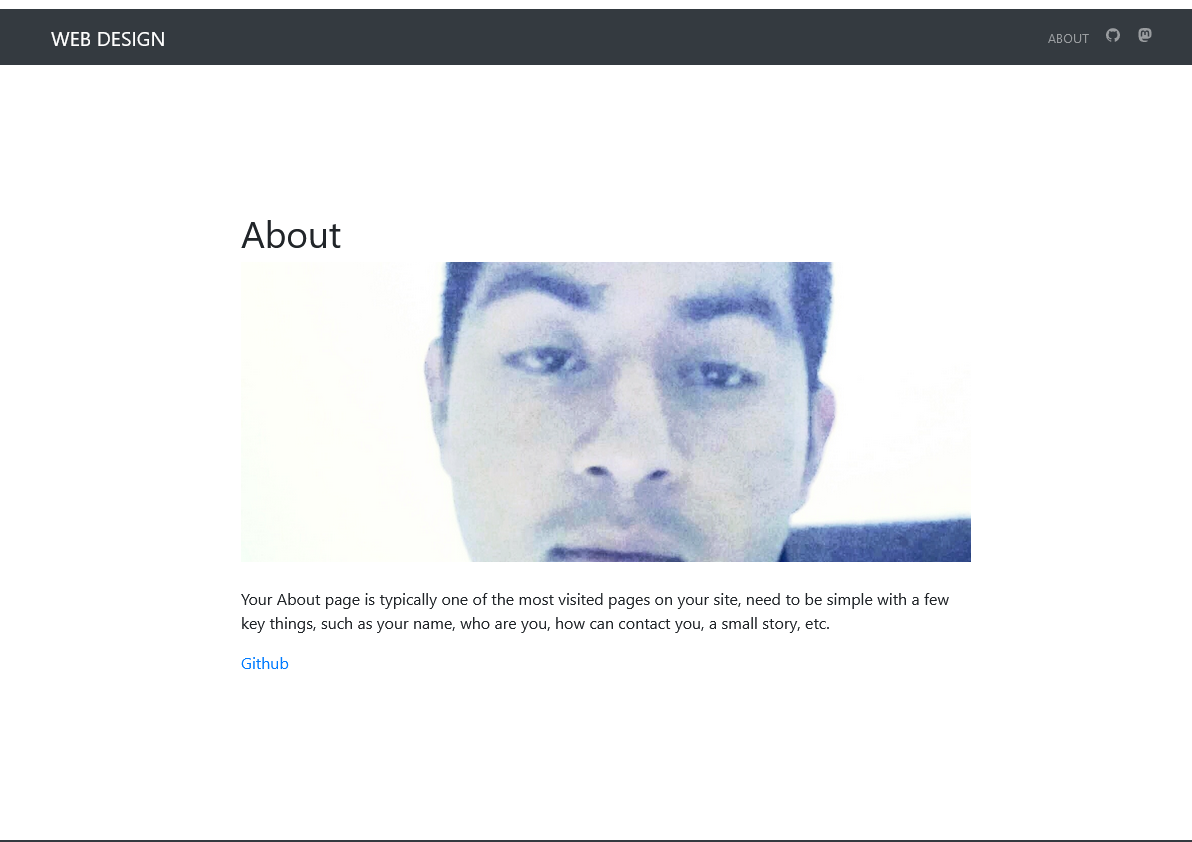 WEB DESIGN
ABOUT
About
Your About page is typically one of the most visited pages on your site, need to be simple with a few
key things, such as your name, who are you, how can contact you, a small story, etc.
Github